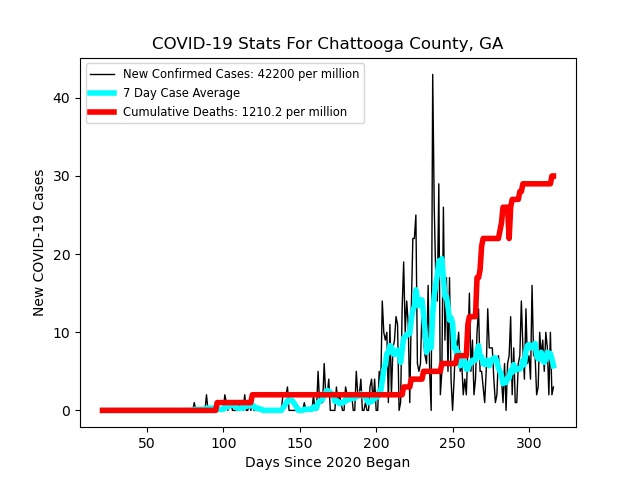 COVID-19 Stats For Chattooga County, GA
New Confirmed Cases: 42200 per million
7 Day Case Average
Cumulative Deaths: 1210.2 per million
New COVID-19 Cases
40
30
20
10
0
50 100 150 200 250 300
Days Since 2020 Began